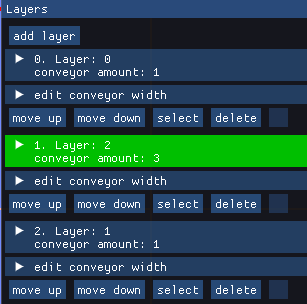 Layers
add layer
0. Layer: 0
conveyor amount: 1
edit conveyor width
move up move down select delete
1. Layer: 2
conveyor amount: 3
edit conveyor width
move up move down select delete
2. Layer: 1
conveyor amount: 1
edit conveyor width
move up move down select delete